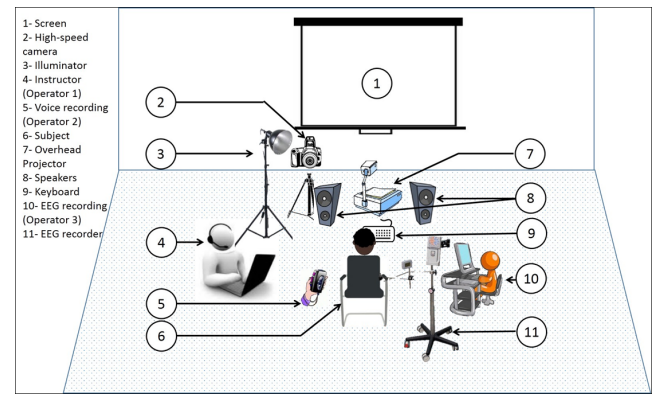 1- Screen
2- High-speed
camera
3- Illuminator
4- Instructor
(Operator 1)
5- Voice recording
(Operator 2)
6- Subject
7- Overhead
Projector
8- Speakers
9- Keyboard
10- EEG recording
(Operator 3)
11- EEG recorder
1
2
3
7
8
4
9
10
5
6
11